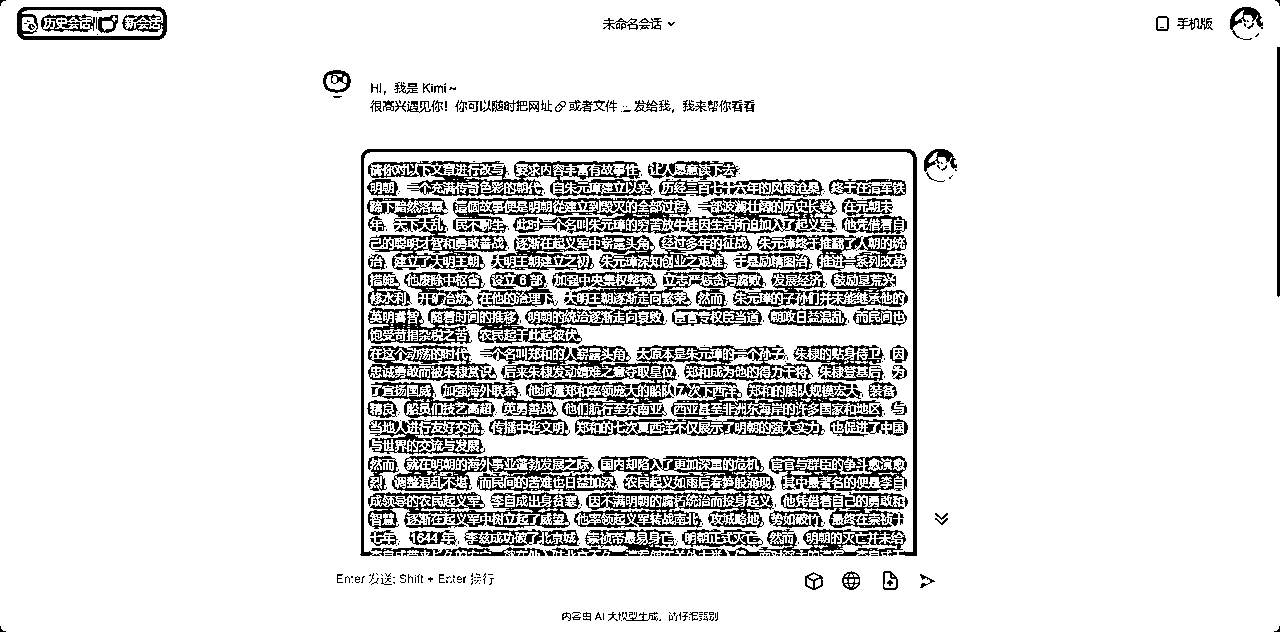 历史会话 新会话
未命名会话
手机版
Hi，我是 Kimi~
很高兴遇见你！你可以随时把网址 或者文件 发给我，我来帮你看看
请你对以下文章进行改写，要求内容丰富有故事性，让人愿意读下去
明朝，一个充满传奇色彩的朝代，自朱元璋建立以来，历经二百七十六年的风雨沧桑，终于在清军铁
蹄下黯然落幕，这個故事便是明朝從建立到毁灭的全部过程，一部波澜壮阔的历史长卷，在元朝末
年，天下大乱，民不聊生，此时一个名叫朱元璋的穷苦放牛娃因生活所迫加入了起义军，他凭借自
己的聪明才智和勇敢善战，逐渐在起义军中崭露头角，经过多年的征战，朱元璋终于推翻了人朝的统
治，建立了大明王朝，大明王朝建立之初，朱元璋深知创业之艰难，于是励精图治，推进一系列改革
措施，他废除中书省，设立 6 部，加强中央集权整顿，立志严惩贪污腐败，发展经济，鼓励垦荒兴
修水利，开矿冶炼，在他的治理下，大明王朝逐渐走向繁荣，然而，朱元璋的子孙们并未能继承他的
英明睿智，随着时间的推移，明朝的统治逐渐走向衰败，宦官专权臣当道，朝政日益混乱，而民间也
饱受苛捐杂税之苦，农民起于此起彼伏。
在这个动荡的时代，一个名叫郑和的人崭露头角，太原本是朱元璋的一个孙子，朱棣的贴身侍卫，因
忠诚勇敢而被朱棣赏识，后来朱棣发动靖难之变夺取皇位，郑和成为他的得力干将，朱棣登基后，为
了宣扬国威，加强海外联系，他派遣郑和率领庞大的船队 7 次下西洋，郑和的船队规模宏大，装备
精良，船员们技艺高超，英勇善战，他们航行至东南亚，西亚甚至非洲东海岸的许多国家和地区，与
当地人进行友好交流，传播中华文明，郑和的七次夏西洋不仅展示了明朝的强大实力，也促进了中国
与世界的交流与发展。
然而，就在明朝的海外事业蓬勃发展之际，国内却陷入了更加深重的危机，宦官与群臣的争斗愈演愈
烈，调整混乱不堪，而民间的苦难也日益加深，农民起义如雨后春笋般涌现，其中最著名的便是李自
成领导的农民起义军，李自成出身贫寒，因不满明朝的腐朽统治而投身起义，他凭借着自己的勇敢和
智慧，逐渐在起义军中树立起了威望，他率领起义军转战南北，攻城略地，势如破竹，最终在崇祯十
七年，1644 年，李兹成功破了北京城，崇祯帝最易身亡，明朝正式灭亡，然而，明朝的灭亡并未给
Enter 发送; Shift + Enter 换行
内容由 AI 大模型生成，请仔细甄别